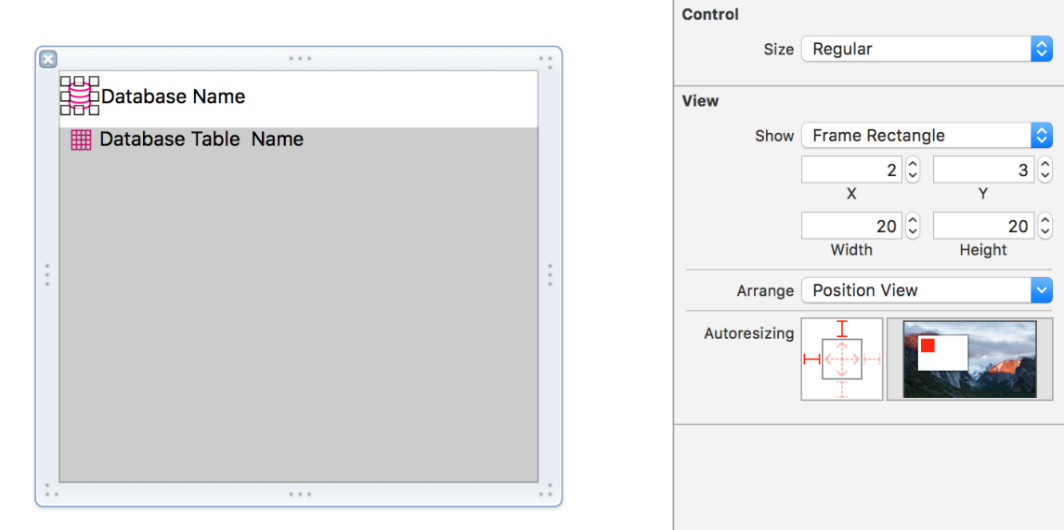 Control
Size Regular
View
Show Frame Rectangle
2 3
X Y
20 20
Width Height
Arrange Position View
Autoresizing
Database Name
Database Table  Name